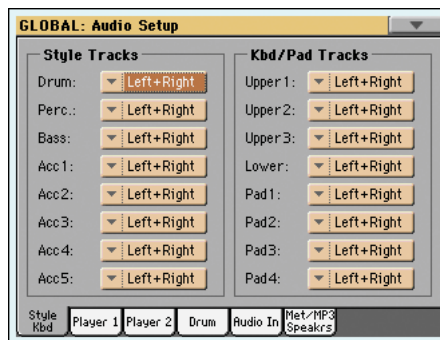 GLOBAL: Audio Setup
Style Tracks
Drum: Left+Right
Perc.: Left+Right
Bass: Left+Right
Acc1: Left+Right
Acc2: Left+Right
Acc3: Left+Right
Acc4: Left+Right
Acc5: Left+Right
Kbd/Pad Tracks
Upper1: Left+Right
Upper2: Left+Right
Upper3: Left+Right
Lower: Left+Right
Pad1: Left+Right
Pad2: Left+Right
Pad3: Left+Right
Pad4: Left+Right
Style Kbd
Player 1
Player 2
Drum
Audio In
Met/MP3 Speakrs